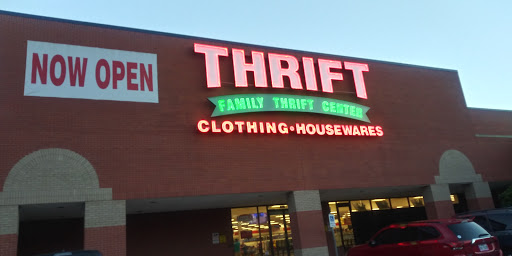 NOW OPEN
THRIFT
FAMILY THRIFT CENTER
CLOTHING•HOUSEWARES